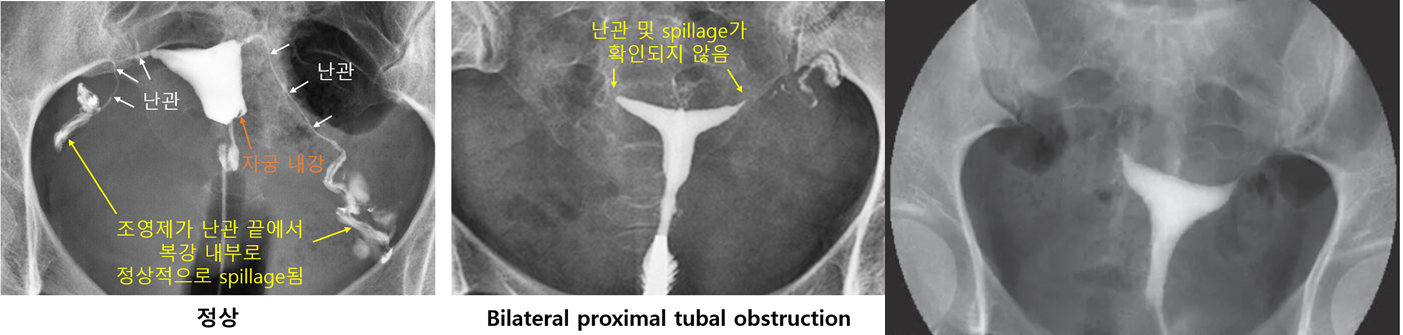 난관
난관
자궁 내강
조영제가 난관 끝에서
복강 내부로
정상적으로 spillage됨
정상
난관 및 spillage가
확인되지 않음
Bilateral proximal tubal obstruction